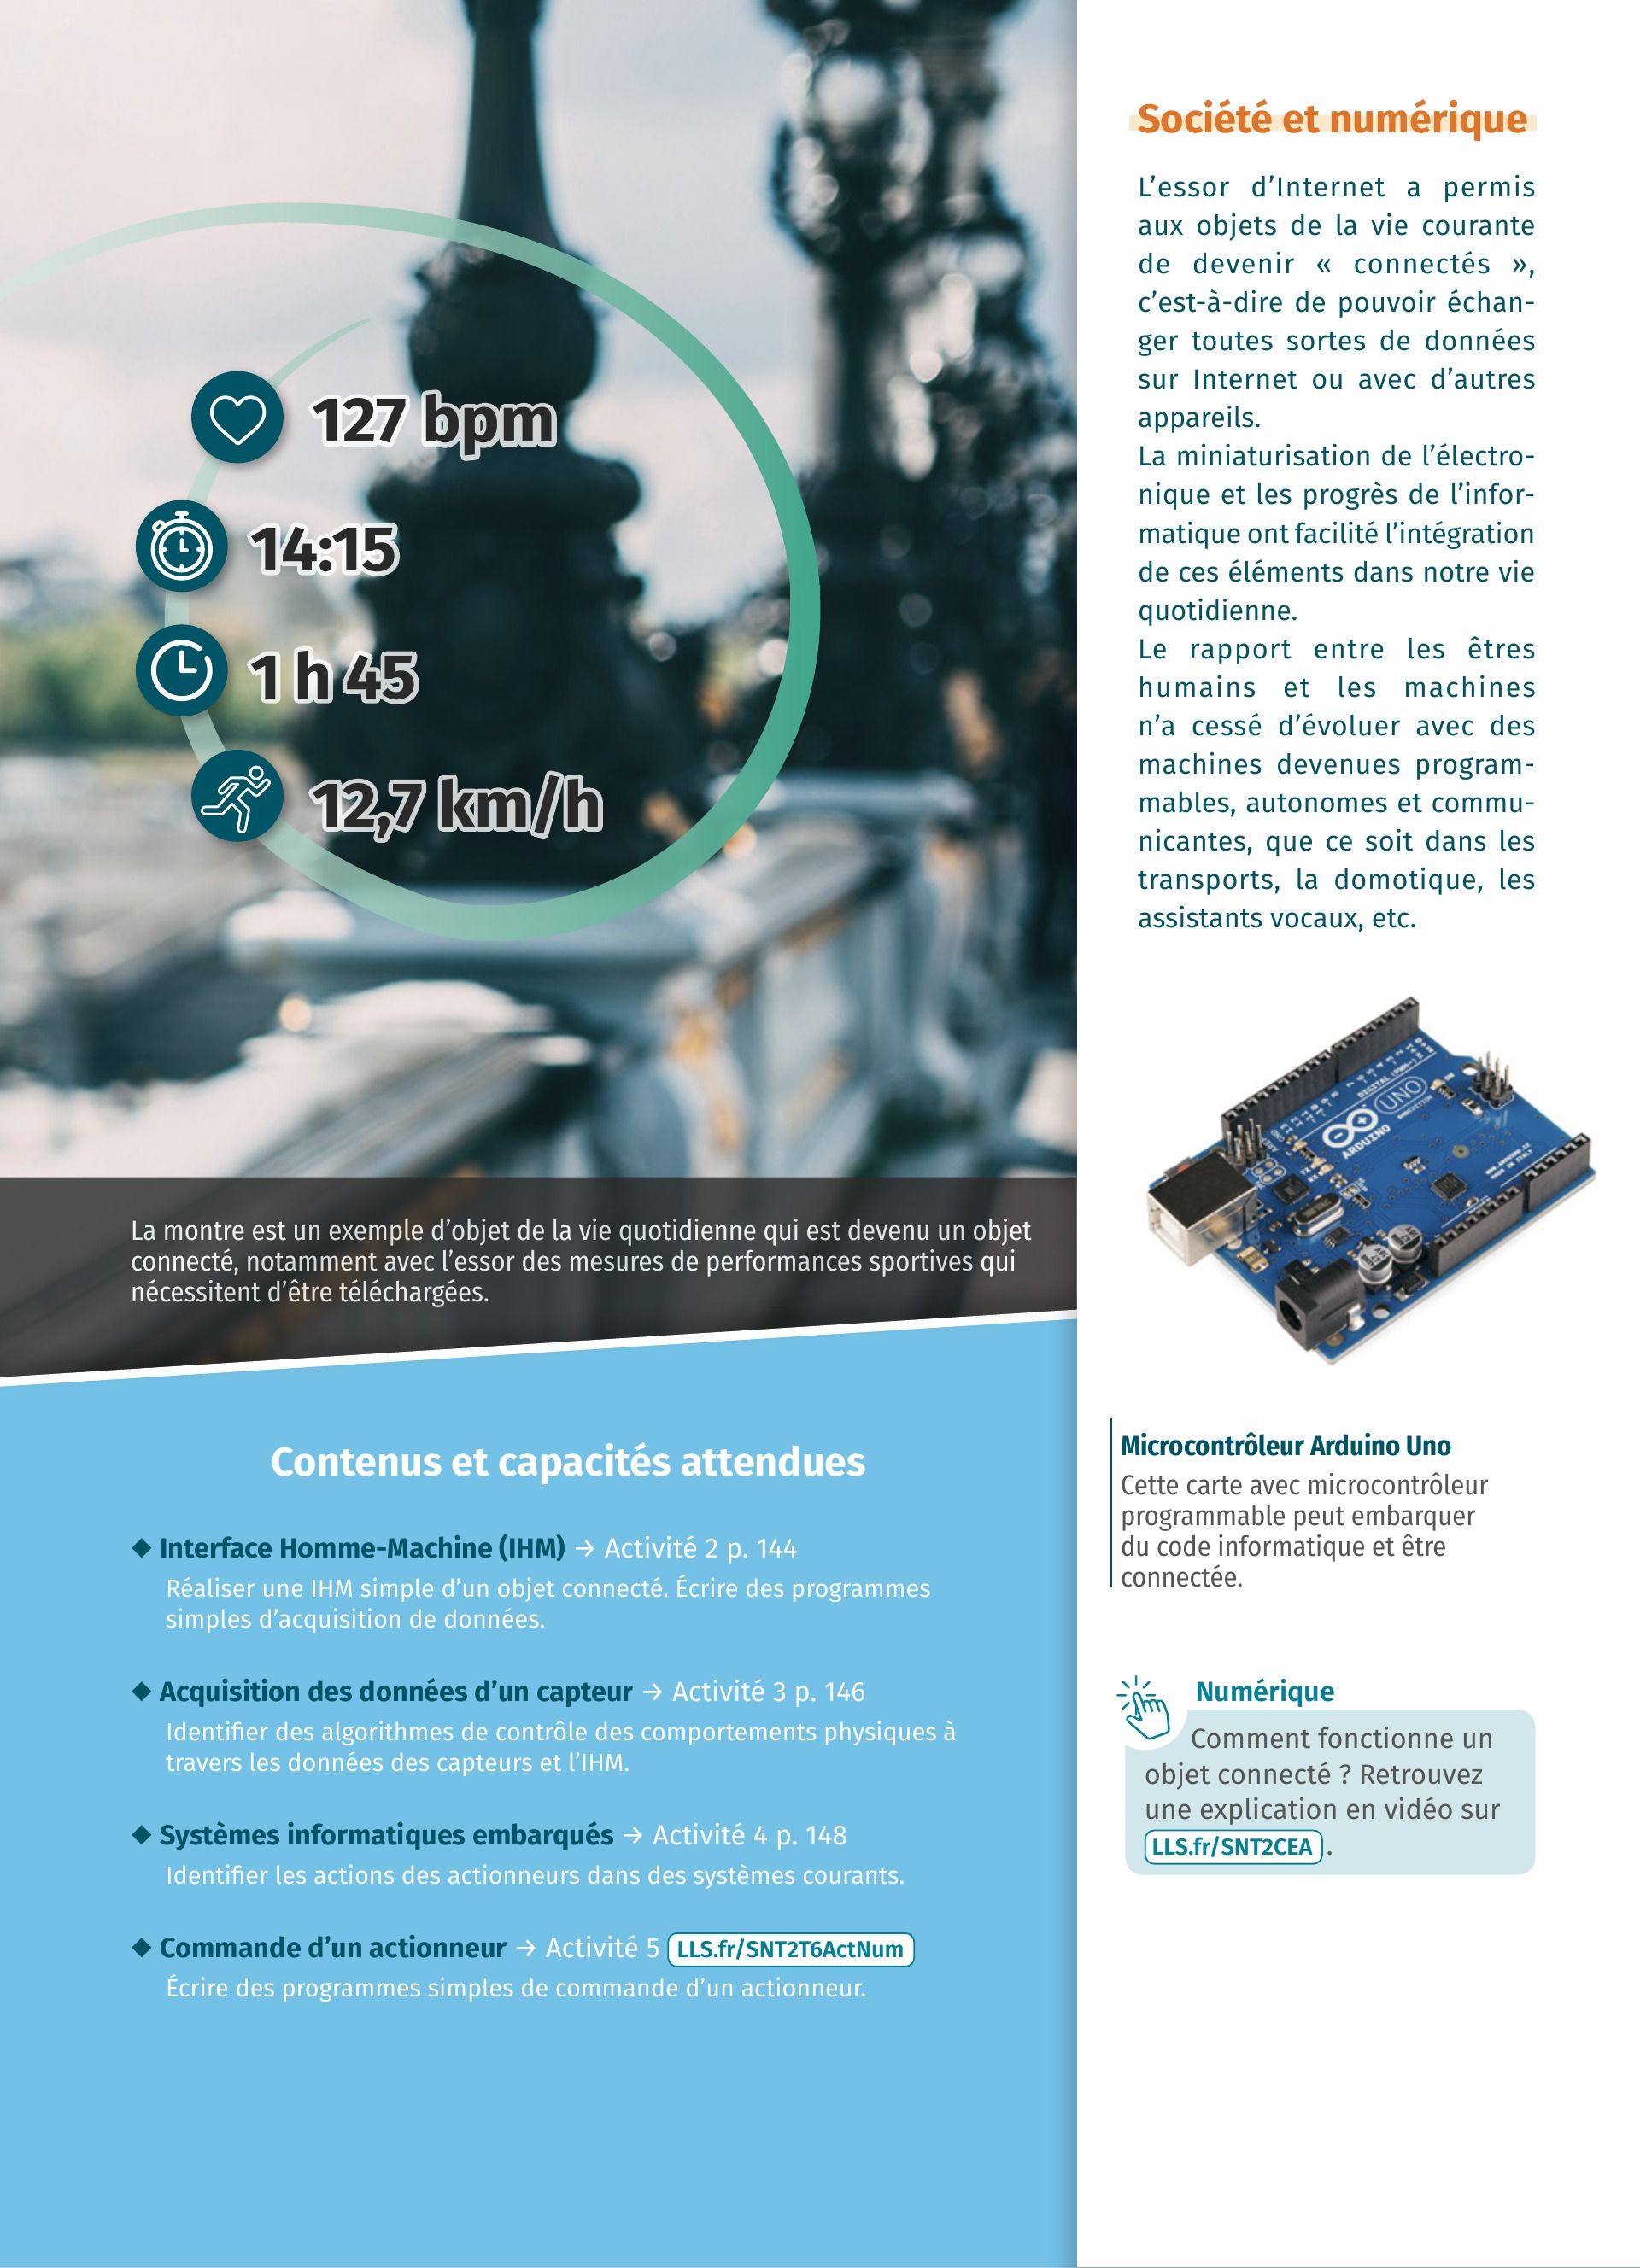 127 bpm
14:15
1 h 45
12,7 km/h
La montre est un exemple d’objet de la vie quotidienne qui est devenu un objet
connecté, notamment avec l’essor des mesures de performances sportives qui
nécessitent d’être téléchargées.
Contenus et capacités attendues
◆ Interface Homme-Machine (IHM) → Activité 2 p. 144
Réaliser une IHM simple d’un objet connecté. Écrire des programmes
simples d’acquisition de données.
◆ Acquisition des données d’un capteur → Activité 3 p. 146
Identifier des algorithmes de contrôle des comportements physiques à
travers les données des capteurs et l’IHM.
◆ Systèmes informatiques embarqués → Activité 4 p. 148
Identifier les actions des actionneurs dans des systèmes courants.
◆ Commande d’un actionneur → Activité 5 LLS.fr/SNT2T6ActNum
Écrire des programmes simples de commande d’un actionneur.
Société et numérique
L’essor d’Internet a permis
aux objets de la vie courante
de devenir « connectés »,
c’est-à-dire de pouvoir échan-
ger toutes sortes de données
sur Internet ou avec d’autres
appareils.
La miniaturisation de l’électro-
nique et les progrès de l’infor-
matique ont facilité l’intégration
de ces éléments dans notre vie
quotidienne.
Le rapport entre les êtres
humains et les machines
n’a cessé d’évoluer avec des
machines devenues program-
mables, autonomes et commu-
nicantes, que ce soit dans les
transports, la domotique, les
assistants vocaux, etc.
DIGITAL (PWM~)
UNO
ARDUINO
Microcontrôleur Arduino Uno
Cette carte avec microcontrôleur
programmable peut embarquer
du code informatique et être
connectée.
Numérique
Comment fonctionne un
objet connecté ? Retrouvez
une explication en vidéo sur
LLS.fr/SNT2CEA .